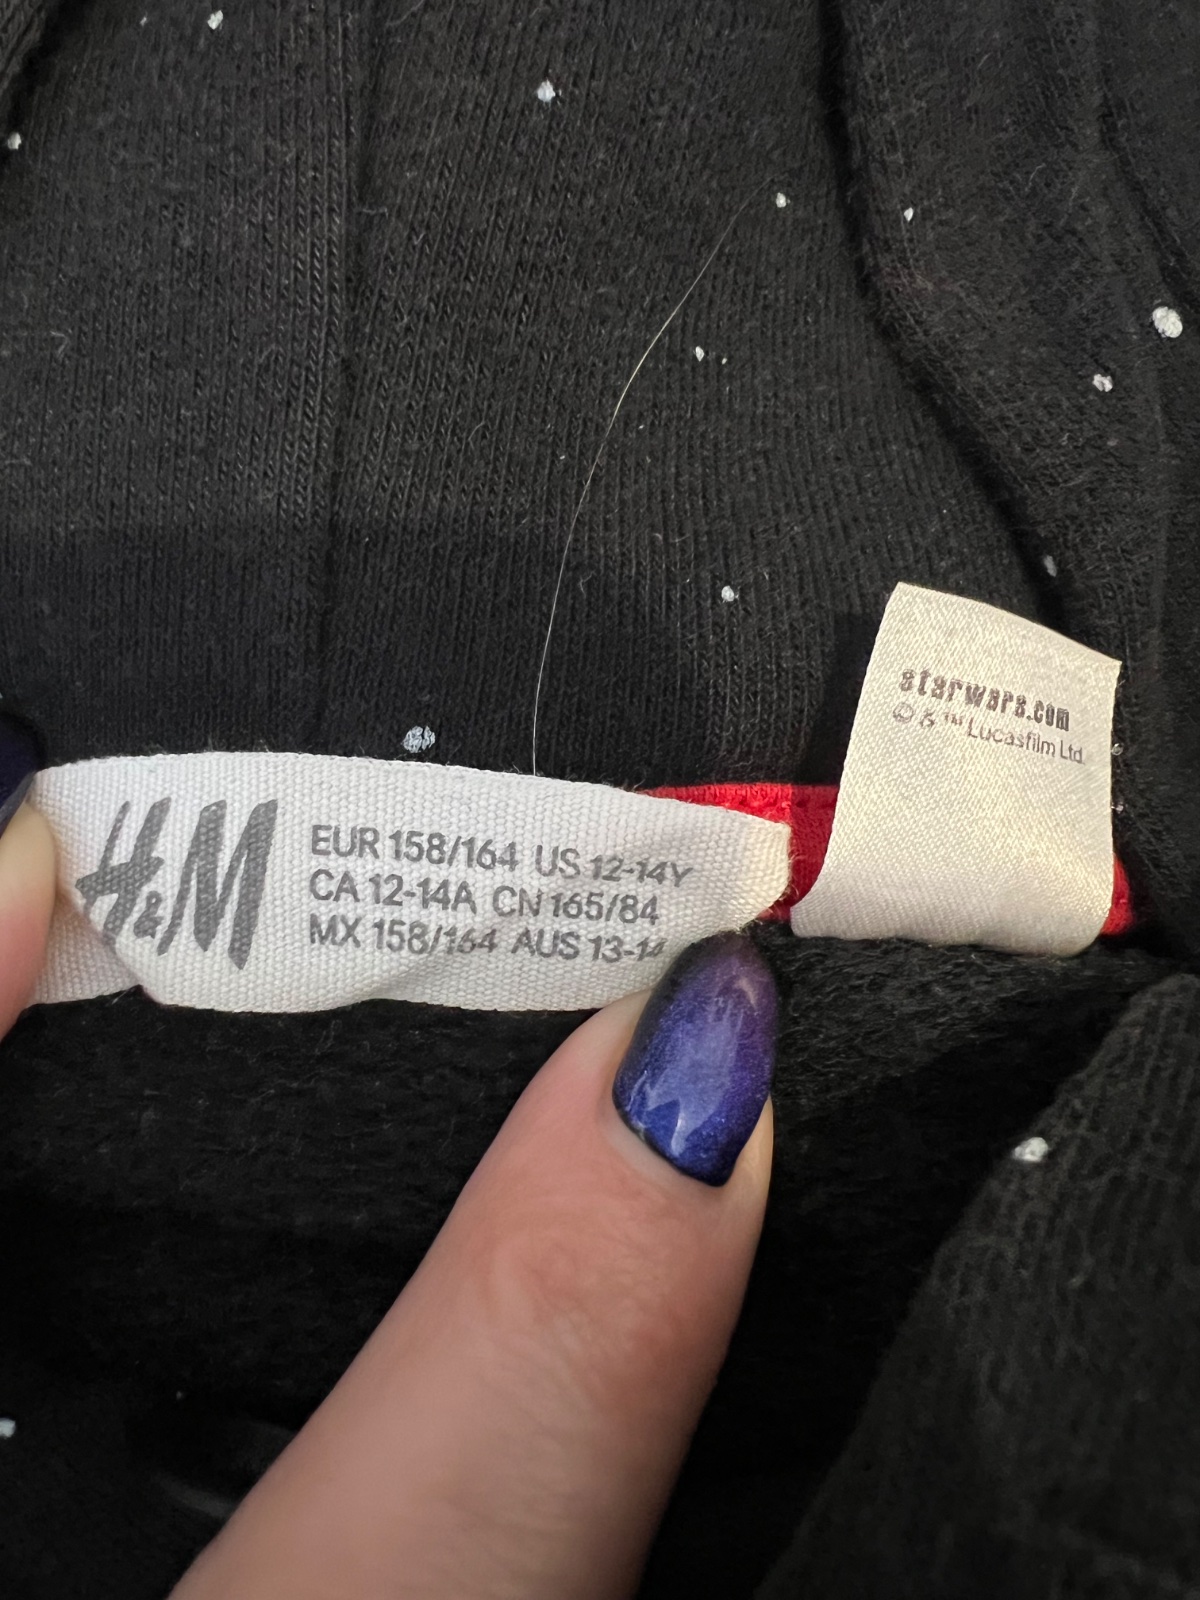 H&M
EUR 158/164 US 12-14Y
CA 12-14A CN 165/84
MX 158/164 AUS 13-14
starwars.com
© & ™ Lucasfilm Ltd.